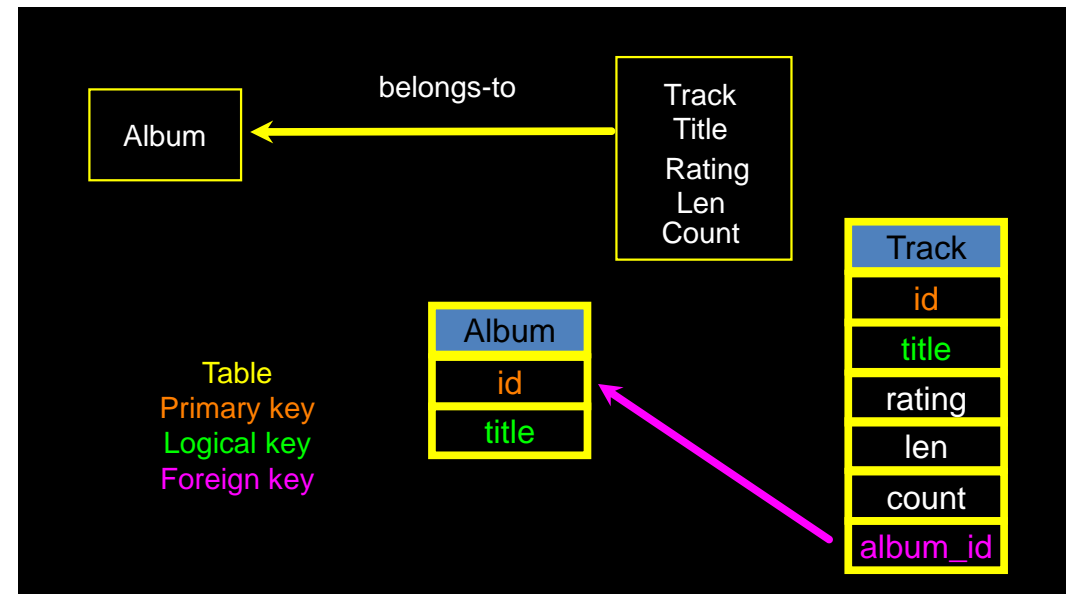 belongs-to
Album
Track
Title
Rating
Len
Count
Table
Primary key
Logical key
Foreign key
Album
id
title
Track
id
title
rating
len
count
album_id